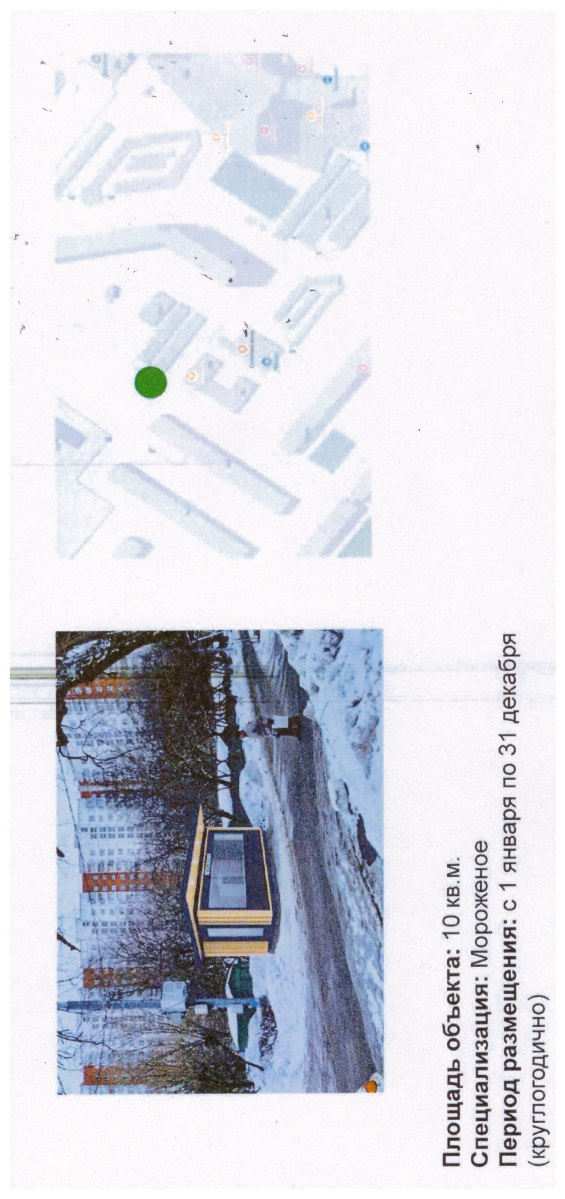 Площадь объекта: 10 кв.м.
Специализация: Мороженое
Период размещения: с 1 января по 31 декабря
(круглогодично)